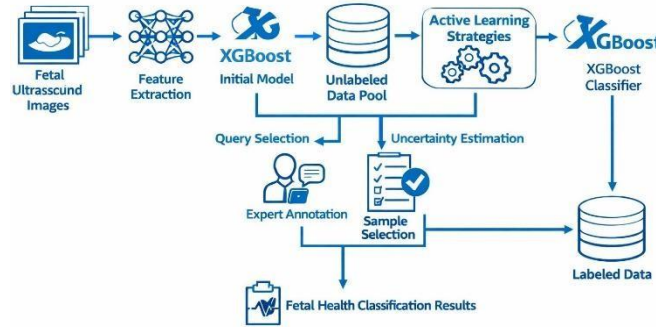 Fetal
Ultrasscund
Imayges
Feature
Extraction
XGBoost
Initial Model
Unlabeled
Data Pool
Active Learning
Strategies
XGBoost
XGBoost
Classifier
Query Selection
Uncertainty Estimation
Expert Annotation
Sample
Selection
Labeled Data
Fetal Health Classification Results